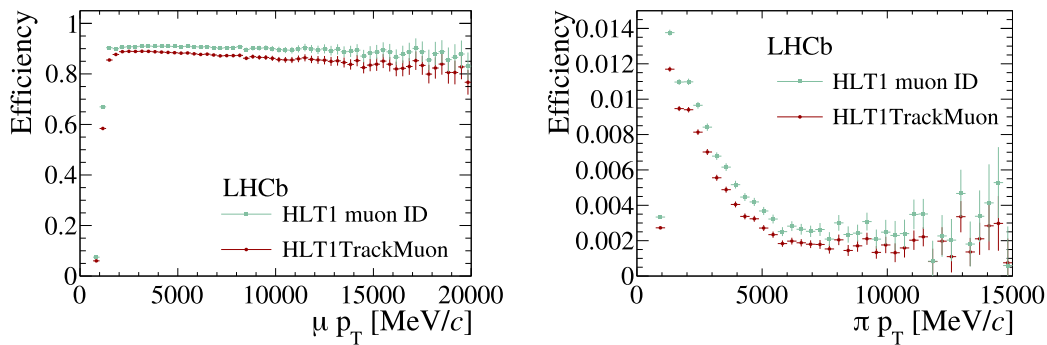 Efficiency
1
0.8
0.6
0.4
0.2
0
LHCb
HLT1 muon ID
HLT1TrackMuon
0 5000 10000 15000 20000
μ p_T [MeV/c]
Efficiency
0.014
0.012
0.01
0.008
0.006
0.004
0.002
0
LHCb
HLT1 muon ID
HLT1TrackMuon
0 5000 10000 15000
π p_T [MeV/c]